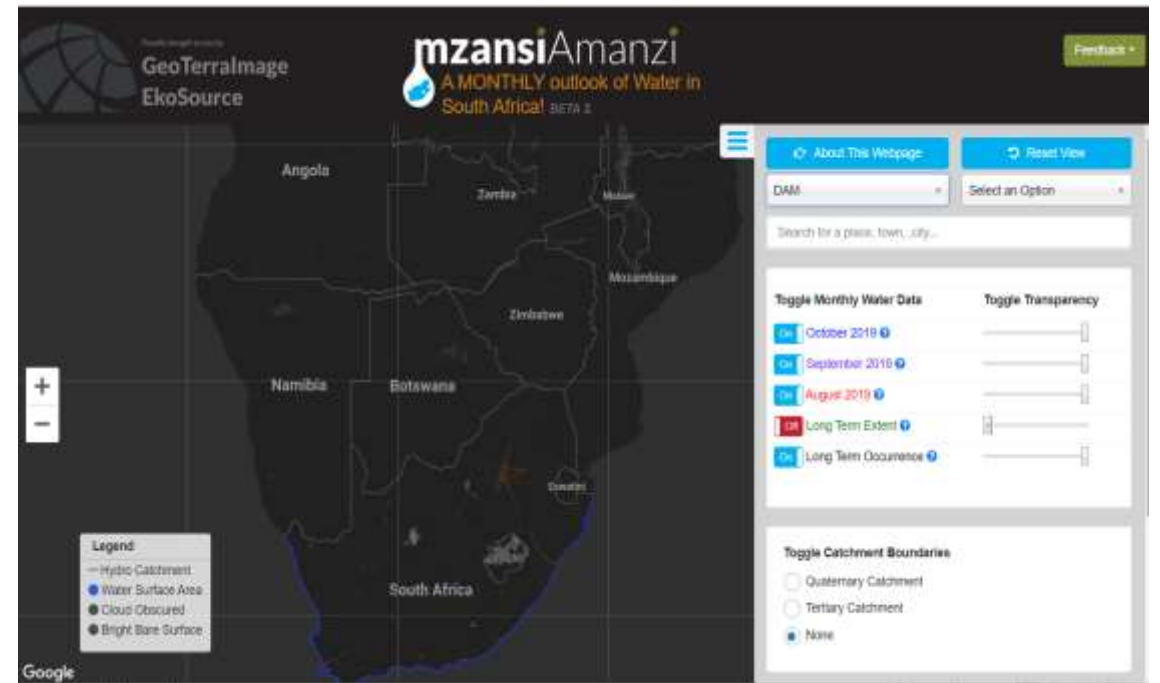 GeoTerraImage
EkoSource
mzansiAmanzi
A MONTHLY outlook of Water in
South Africa! BETA 2
Feedback
About This Webpage
Reset View
DAM
Select an Option
Search for a place, town, ,city...
Toggle Monthly Water Data
Toggle Transparency
On October 2019
On September 2019
On August 2019
Off Long Term Extent
On Long Term Occurrence
Toggle Catchment Boundaries
Quaternary Catchment
Tertiary Catchment
None
Angola
Zambia
Malawi
Mozambique
Zimbabwe
Namibia
Botswana
Eswatini
South Africa
Legend
Hydro Catchment
Water Surface Area
Cloud Obscured
Bright Bare Surface
Google